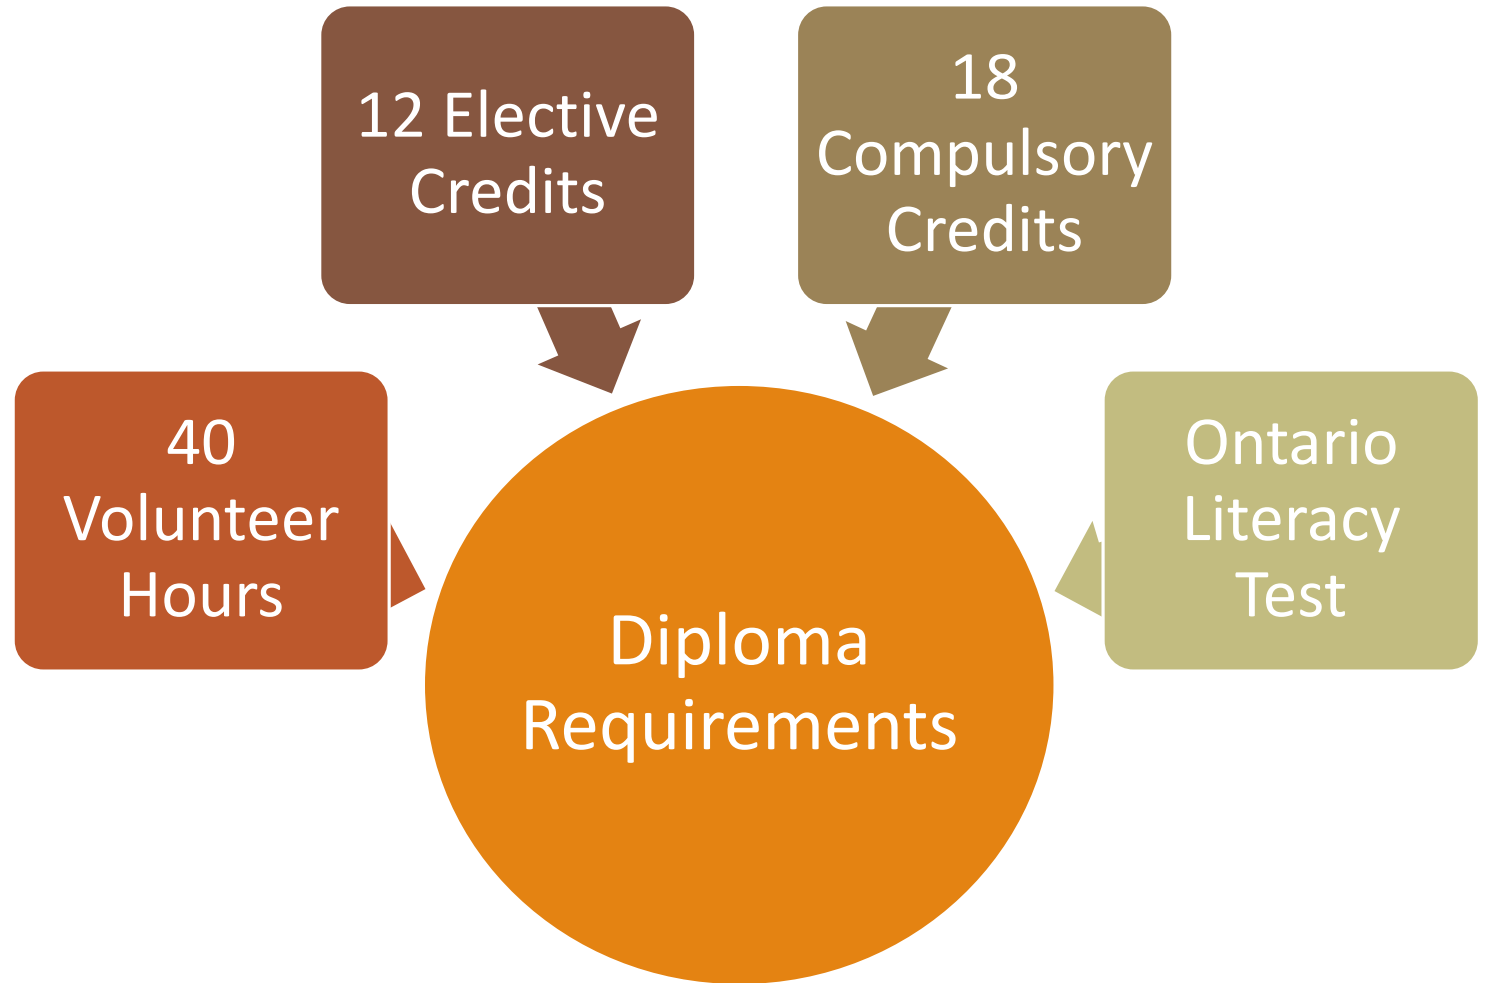 12 Elective
Credits
18
Compulsory
Credits
40
Volunteer
Hours
Ontario
Literacy
Test
Diploma
Requirements